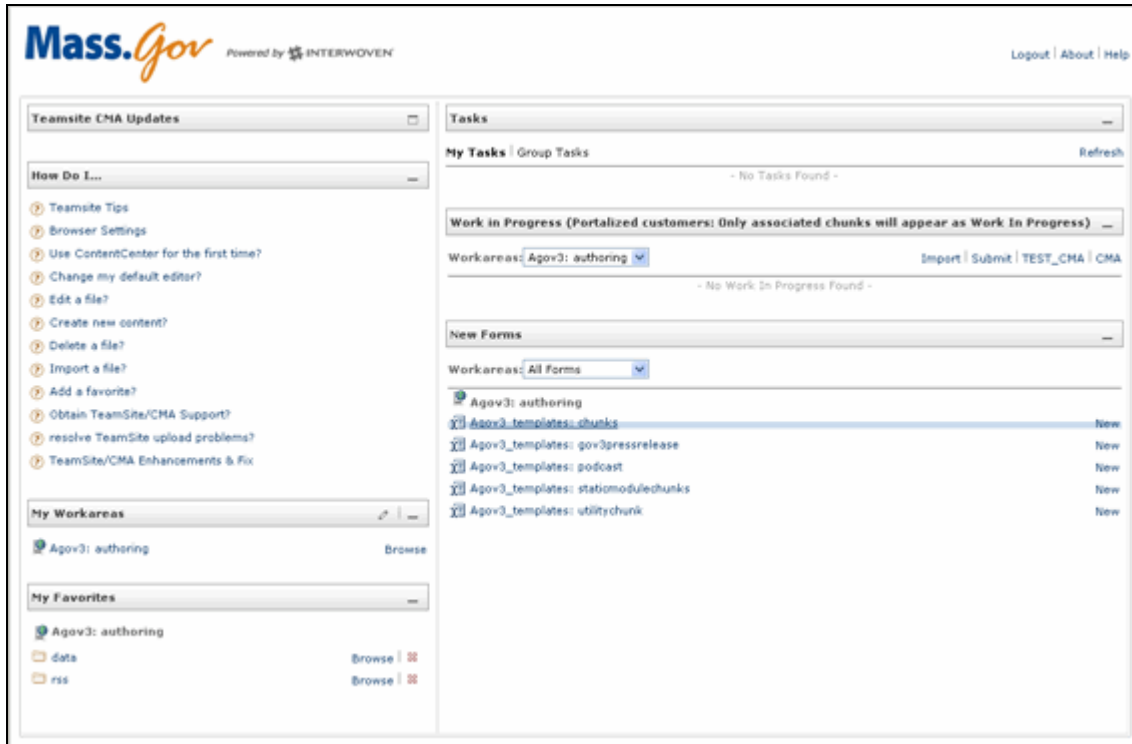 Mass.Gov Powered by INTERWOVEN
Logout | About | Help
Teamsite CMA Updates
How Do I...
Teamsite Tips
Browser Settings
Use ContentCenter for the first time?
Change my default editor?
Edit a file?
Create new content?
Delete a file?
Import a file?
Add a favorite?
Obtain TeamSite/CMA Support?
resolve TeamSite upload problems?
TeamSite/CMA Enhancements & Fix
My Workareas
Agov3: authoring Browse
My Favorites
Agov3: authoring
data Browse
rss Browse
Tasks
My Tasks | Group Tasks Refresh
- No Tasks Found -
Work in Progress (Portalized customers: Only associated chunks will appear as Work In Progress)
Workareas: Agov3: authoring Import | Submit | TEST_CMA | CMA
- No Work In Progress Found -
New Forms
Workareas: All Forms
Agov3: authoring
Agov3_templates: chunks New
Agov3_templates: gov3pressrelease New
Agov3_templates: podcast New
Agov3_templates: staticmodulechunks New
Agov3_templates: utilitychunk New